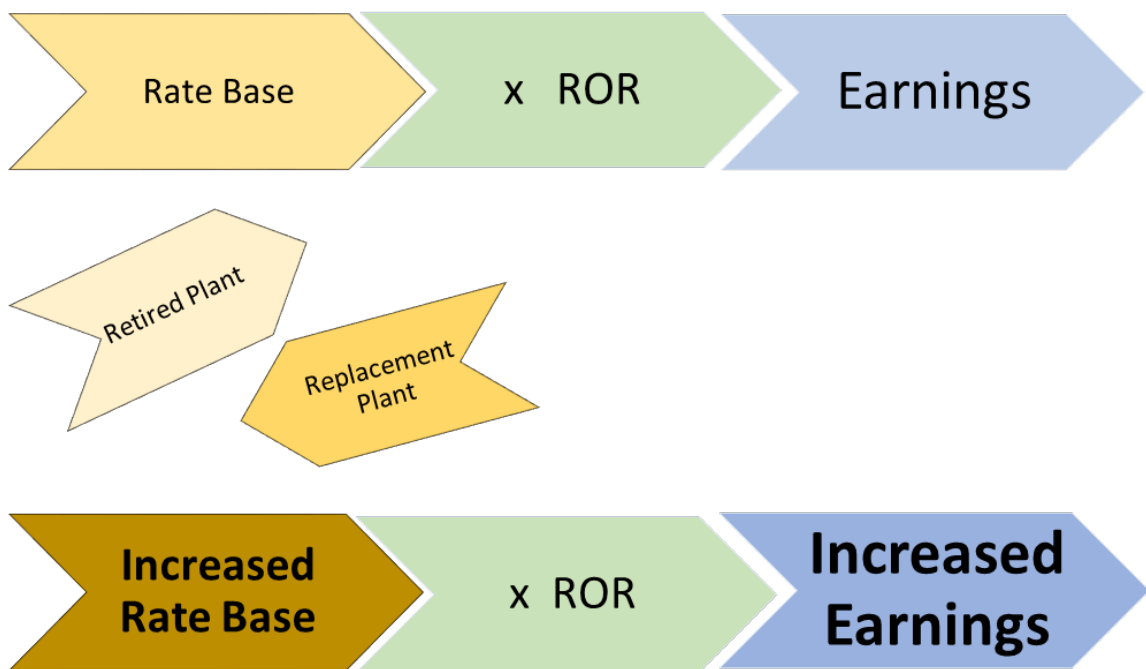 Rate Base
x ROR
Earnings
Retired Plant
Replacement
Plant
Increased
Rate Base
x ROR
Increased
Earnings